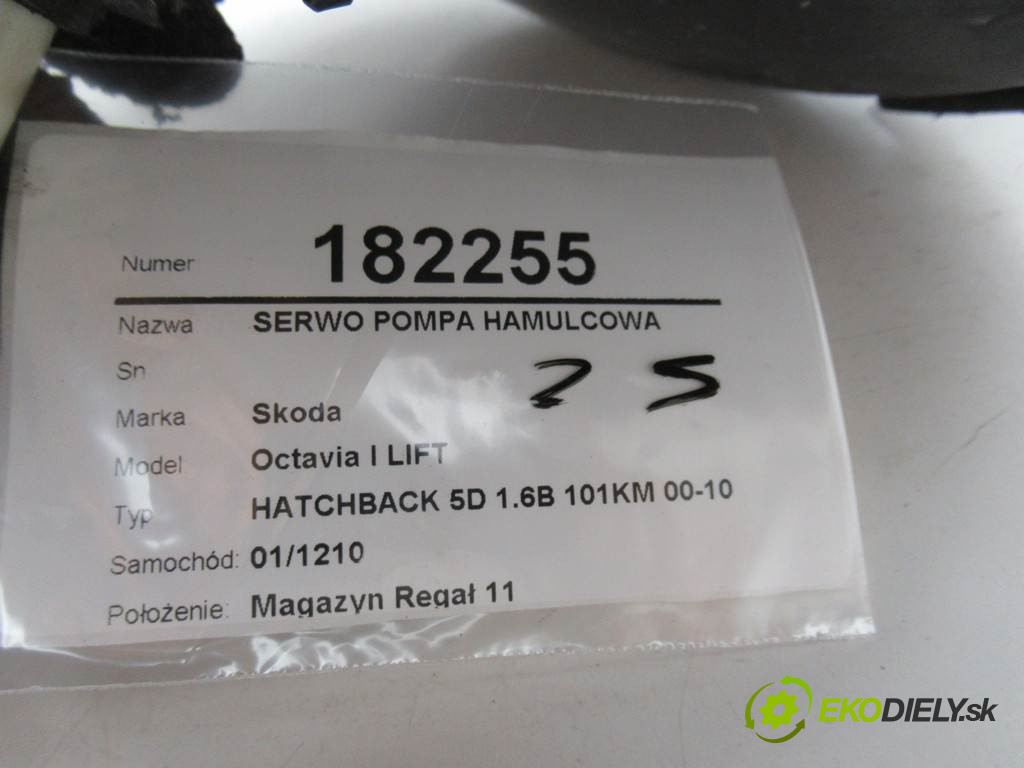 Numer 182255
Nazwa SERWO POMPA HAMULCOWA
Sn
25
Marka Skoda
Model Octavia I LIFT
Typ HATCHBACK 5D 1.6B 101KM 00-10
Samochód: 01/1210
Położenie: Magazyn Regał 11
EKODIELY.sk